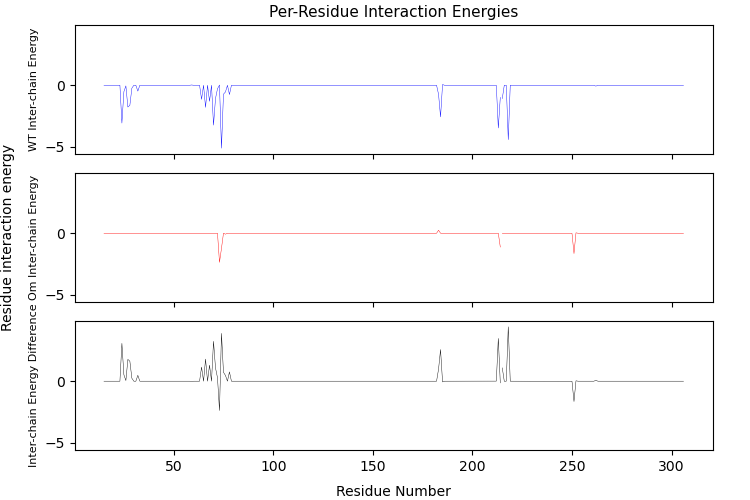 Per-Residue Interaction Energies
Residue interaction energy
WT Inter-chain Energy
0
−5
Om Inter-chain Energy
0
−5
Inter-chain Energy Difference
0
−5
50
100
150
200
250
300
Residue Number